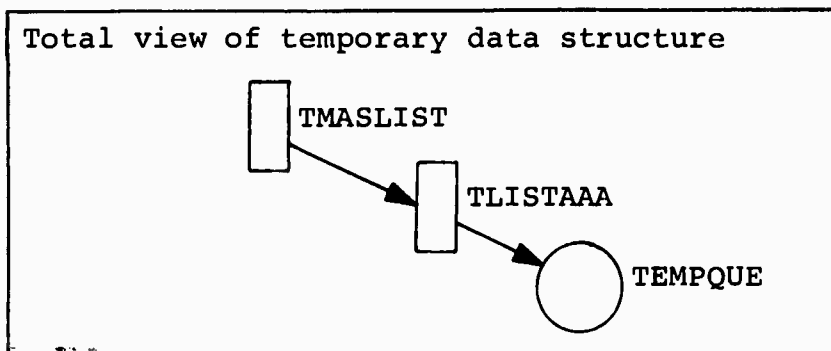 Total view of temporary data structure
TMASLIST
TLISTAAA
TEMPQUE